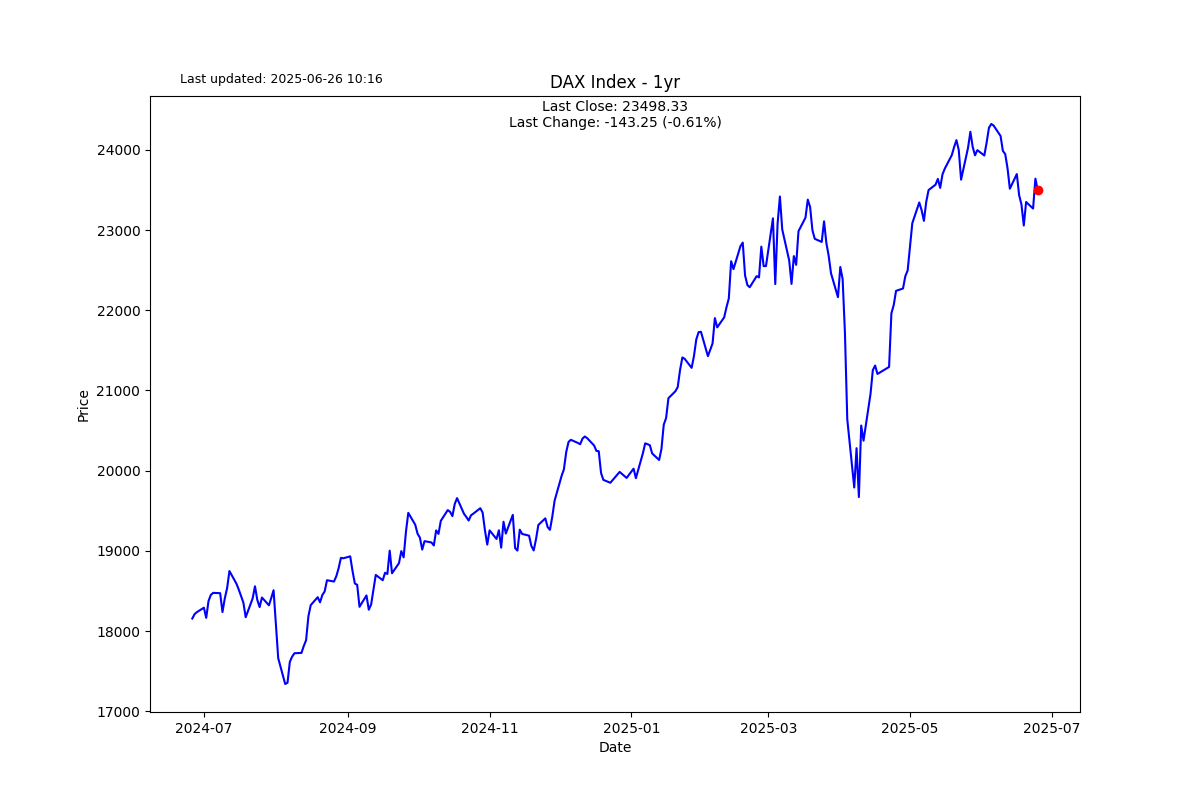 Last updated: 2025-06-26 10:16
DAX Index - 1yr
Last Close: 23498.33
Last Change: -143.25 (-0.61%)
Price
24000
23000
22000
21000
20000
19000
18000
17000
2024-07
2024-09
2024-11
2025-01
2025-03
2025-05
2025-07
Date